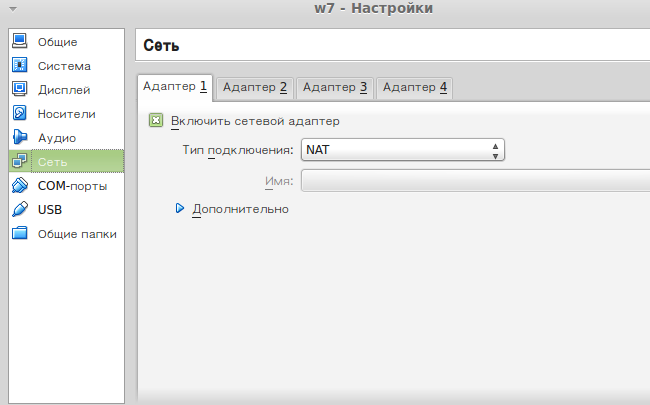 w7 - Настройки
Общие
Система
Дисплей
Носители
Аудио
Сеть
COM-порты
USB
Общие папки
Сеть
Адаптер 1 Адаптер 2 Адаптер 3 Адаптер 4
Включить сетевой адаптер
Тип подключения: NAT
Имя:
Дополнительно